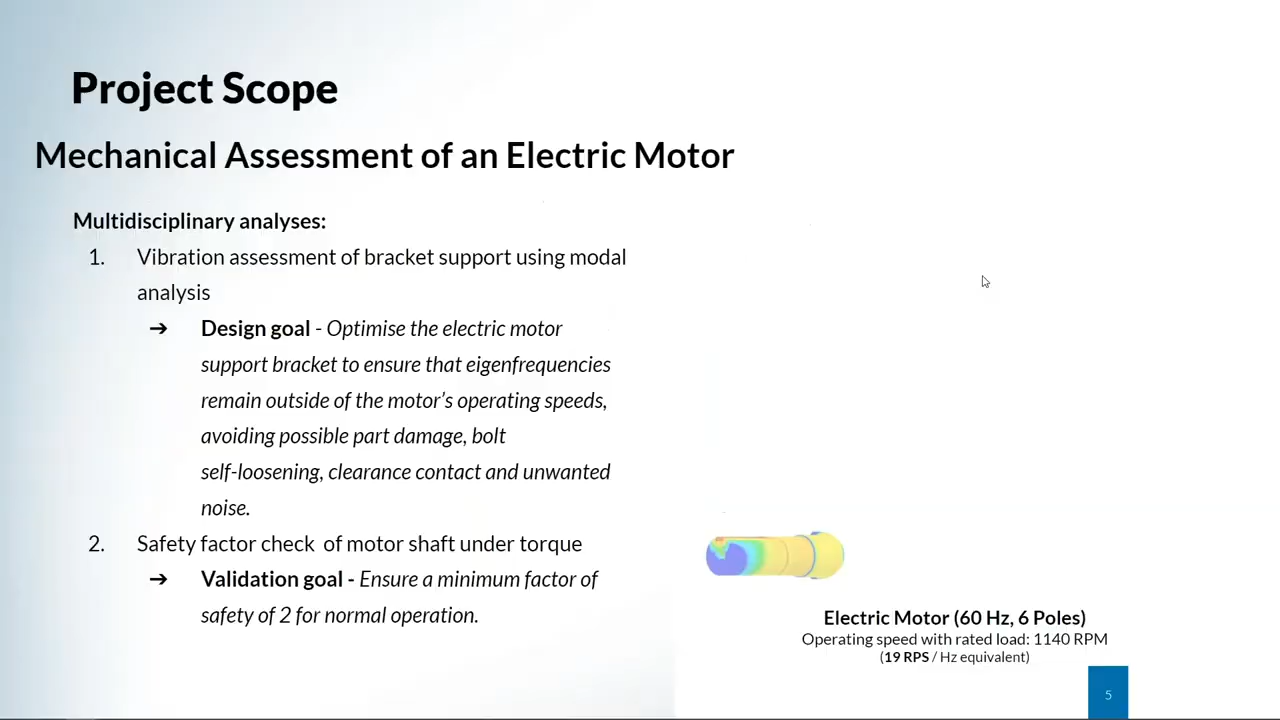 Project Scope
Mechanical Assessment of an Electric Motor
Multidisciplinary analyses:
1. Vibration assessment of bracket support using modal
analysis
➔ Design goal - Optimise the electric motor
support bracket to ensure that eigenfrequencies
remain outside of the motor's operating speeds,
avoiding possible part damage, bolt
self-loosening, clearance contact and unwanted
noise.
2. Safety factor check of motor shaft under torque
➔ Validation goal - Ensure a minimum factor of
safety of 2 for normal operation.
Electric Motor (60 Hz, 6 Poles)
Operating speed with rated load: 1140 RPM
(19 RPS / Hz equivalent)
5